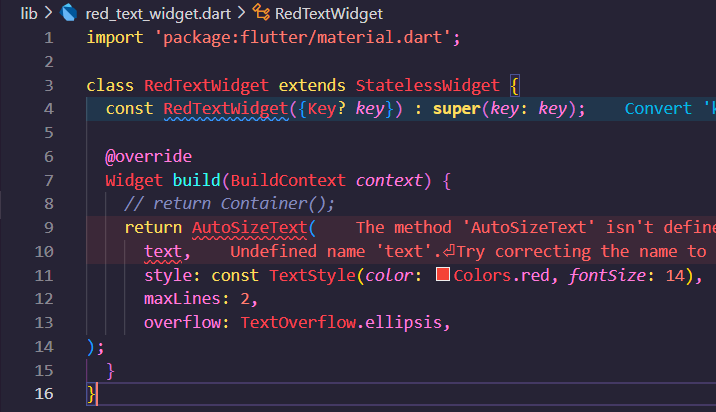 lib > red_text_widget.dart > RedTextWidget
1 import 'package:flutter/material.dart';
2
3 class RedTextWidget extends StatelessWidget {
4 const RedTextWidget({Key? key}) : super(key: key); Convert 'k
5
6 @override
7 Widget build(BuildContext context) {
8 // return Container();
9 return AutoSizeText( The method 'AutoSizeText' isn't define
10 text, Undefined name 'text'.⏎Try correcting the name to
11 style: const TextStyle(color: Colors.red, fontSize: 14),
12 maxLines: 2,
13 overflow: TextOverflow.ellipsis,
14 );
15 }
16 }